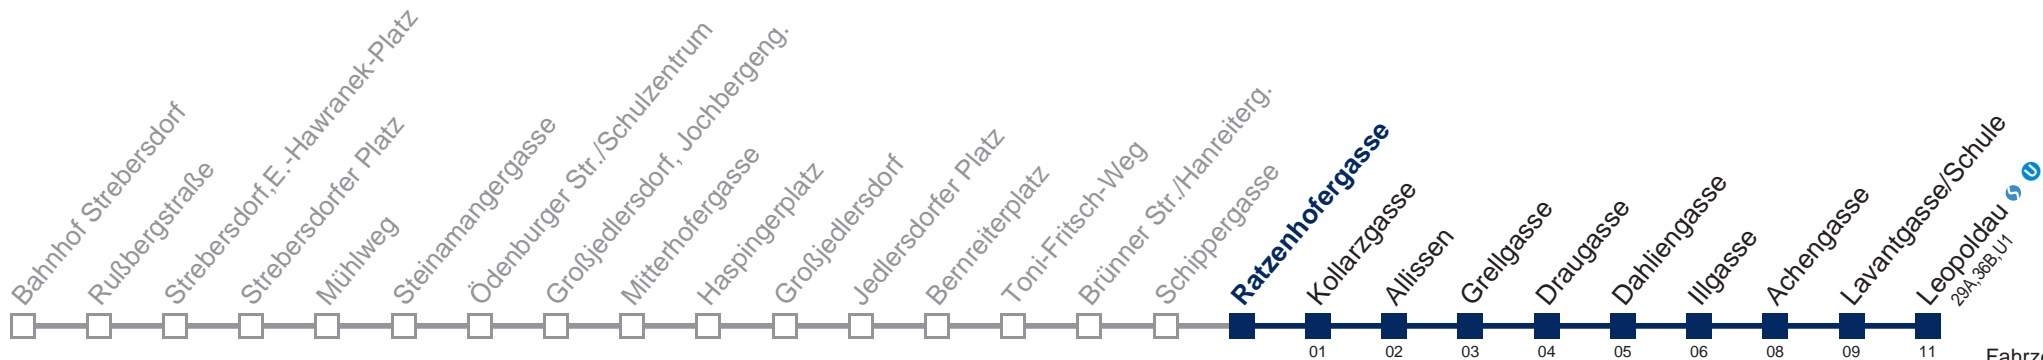 Bahnhof Strebersdorf
Rußbergstraße
Strebersdorf,E.-Hawranek-Platz
Strebersdorfer Platz
Mühlweg
Steinamangergasse
Ödenburger Str./Schulzentrum
Großjedlersdorf, Jochbergeng.
Mitterhofergasse
Haspingerplatz
Großjedlersdorf
Jedlersdorfer Platz
Bernreiterplatz
Toni-Fritsch-Weg
Brünner Str./Hanreiterg.
Schippergasse
Ratzenhofergasse
Kollarzgasse
Allissen
Grellgasse
Draugasse
Dahliengasse
Illgasse
Achengasse
Lavantgasse/Schule
Leopoldau S U
29A,36B,U1
01 02 03 04 05 06 08 09 11